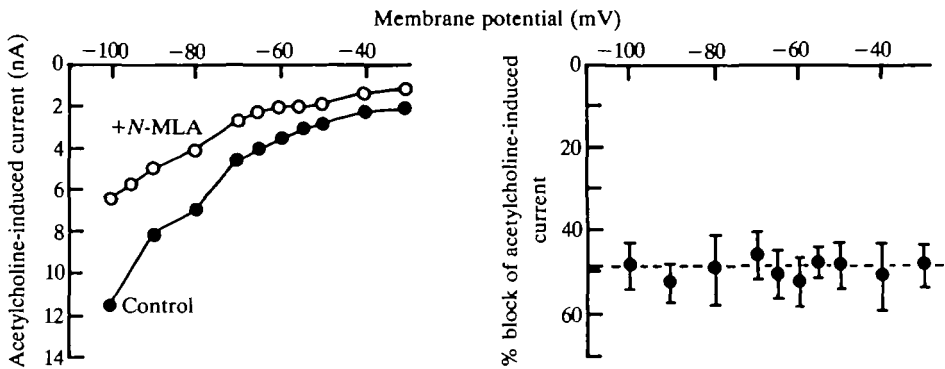 Membrane potential (mV)
Acetylcholine-induced current (nA)
−100 −80 −60 −40
0
2
4
6
8
10
12
14
+N-MLA
Control
% block of acetylcholine-induced
current
−100 −80 −60 −40
0
20
40
60